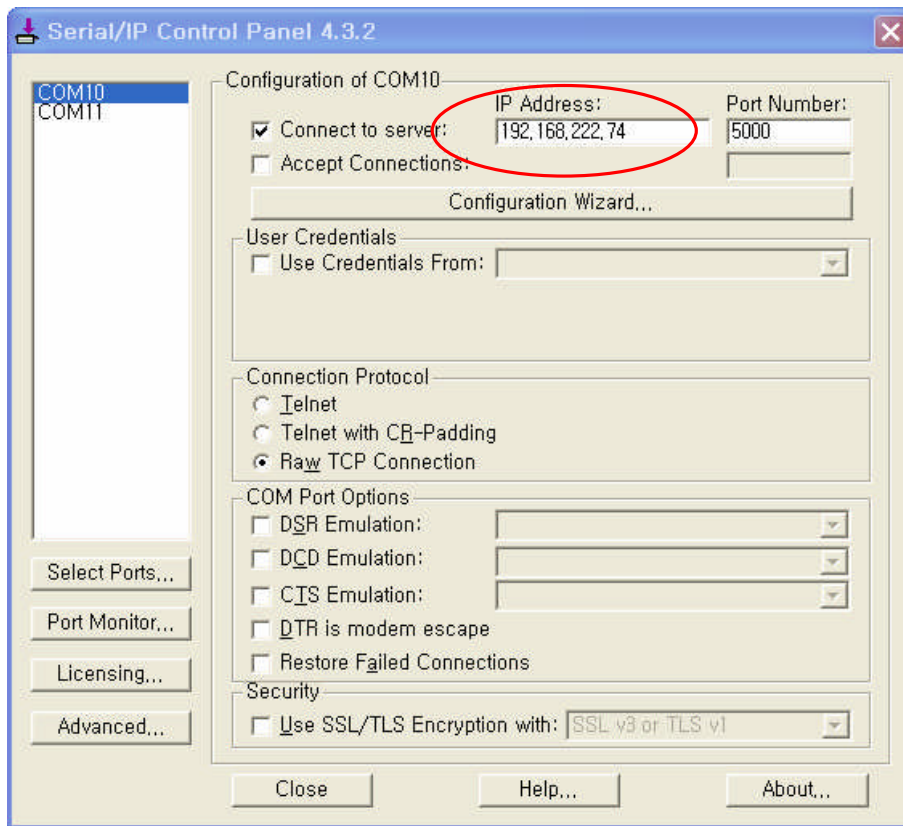 Serial/IP Control Panel 4.3.2
COM10
COM11
Configuration of COM10
IP Address: Port Number:
Connect to server: 192,168,222,74 5000
Accept Connections:
Configuration Wizard,,,
User Credentials
Use Credentials From:
Connection Protocol
Telnet
Telnet with CR-Padding
Raw TCP Connection
COM Port Options
DSR Emulation:
DCD Emulation:
CTS Emulation:
DTR is modem escape
Restore Failed Connections
Security
Use SSL/TLS Encryption with: SSL v3 or TLS v1
Select Ports,,,
Port Monitor,,,
Licensing,,,
Advanced,,,
Close Help,,, About,,,